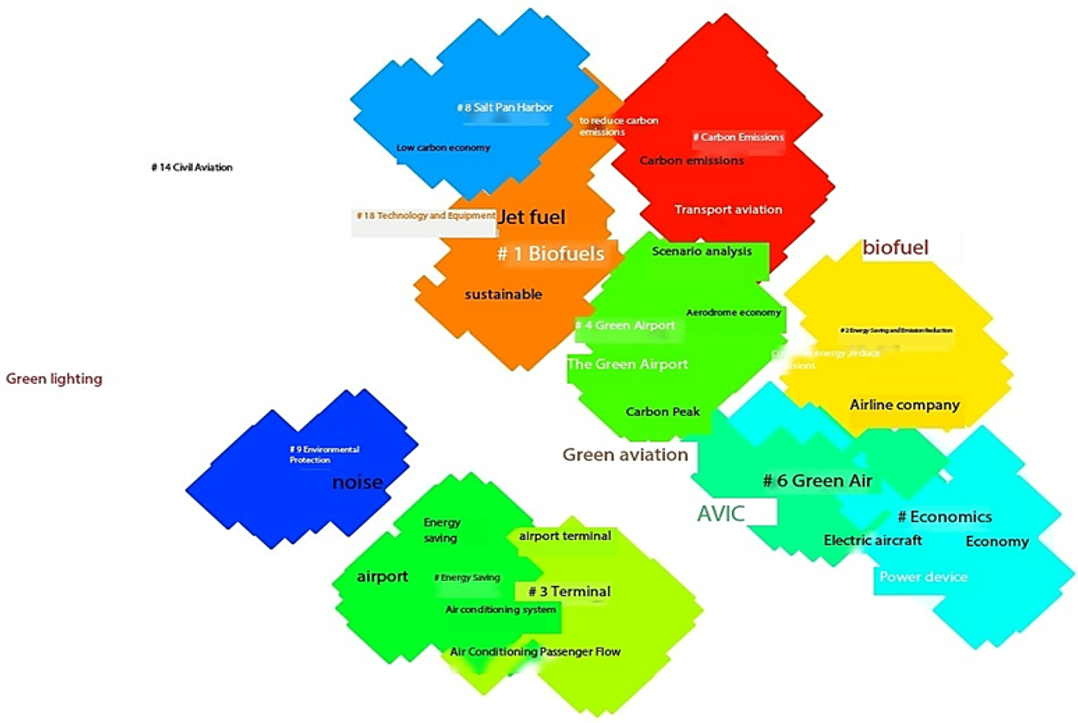 # 8 Salt Pan Harbor
Low carbon economy
to reduce carbon
emissions
# Carbon Emissions
Carbon emissions
# 14 Civil Aviation
# 18 Technology and Equipment
Jet fuel
Transport aviation
# 1 Biofuels
sustainable
Scenario analysis
biofuel
Aerodrome economy
# 4 Green Airport
# 2 Energy Saving and Emission Reduction
energy ,reduce
The Green Airport
Green lighting
Carbon Peak
Airline company
# 9 Environmental
Protection
noise
Green aviation
# 6 Green Air
AVIC
# Economics
Electric aircraft
Economy
Power device
Energy
saving
airport terminal
airport
# Energy Saving
# 3 Terminal
Air conditioning system
Air Conditioning Passenger Flow